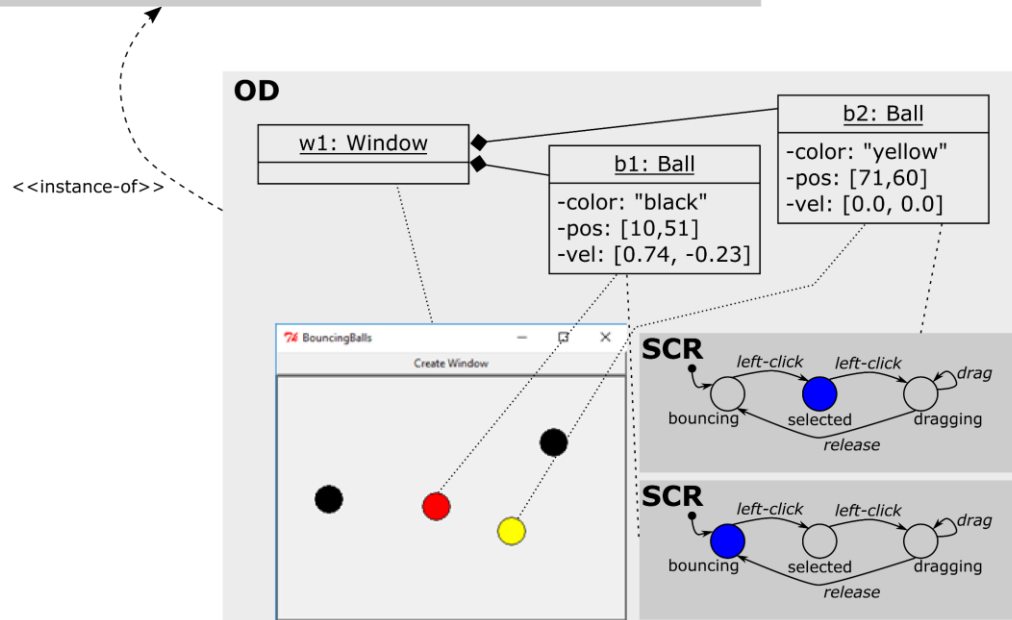 OD
w1: Window
b2: Ball
-color: "yellow"
-pos: [71,60]
-vel: [0.0, 0.0]
b1: Ball
-color: "black"
-pos: [10,51]
-vel: [0.74, -0.23]
<<instance-of>>
BouncingBalls
Create Window
SCR
left-click
left-click
drag
bouncing
selected
dragging
release
SCR
left-click
left-click
drag
bouncing
selected
dragging
release